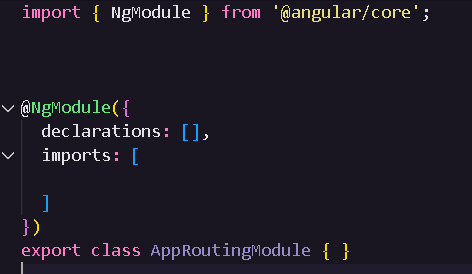 import { NgModule } from '@angular/core';
@NgModule({
declarations: [],
imports: [
]
})
export class AppRoutingModule { }